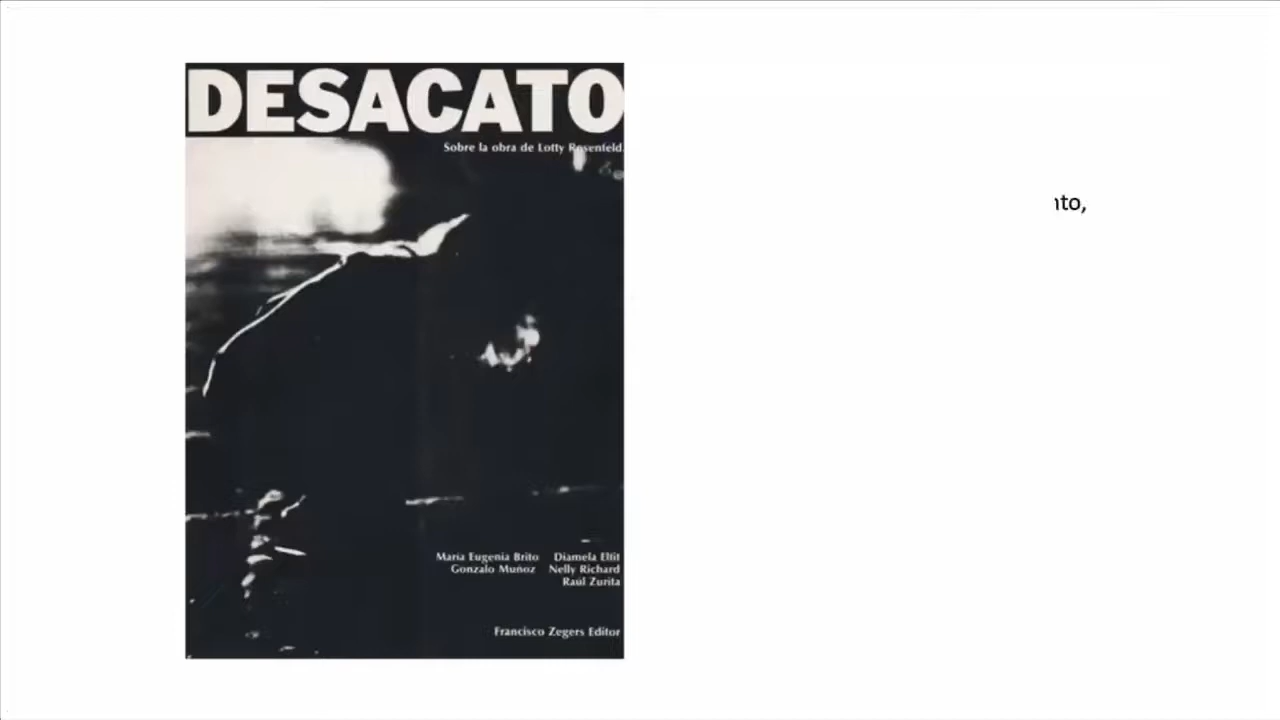 DESACATO
Sobre la obra de Lotty Rosenfeld.
María Eugenia Brito Diamela Eltit
Gonzalo Muñoz Nelly Richard
Raúl Zurita
Francisco Zegers Editor